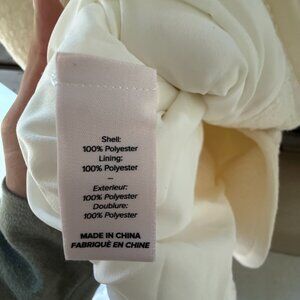 Shell:
100% Polyester
Lining:
100% Polyester
—
Exterieur:
100% Polyester
Doublure:
100% Polyester
MADE IN CHINA
FABRIQUÉ EN CHINE